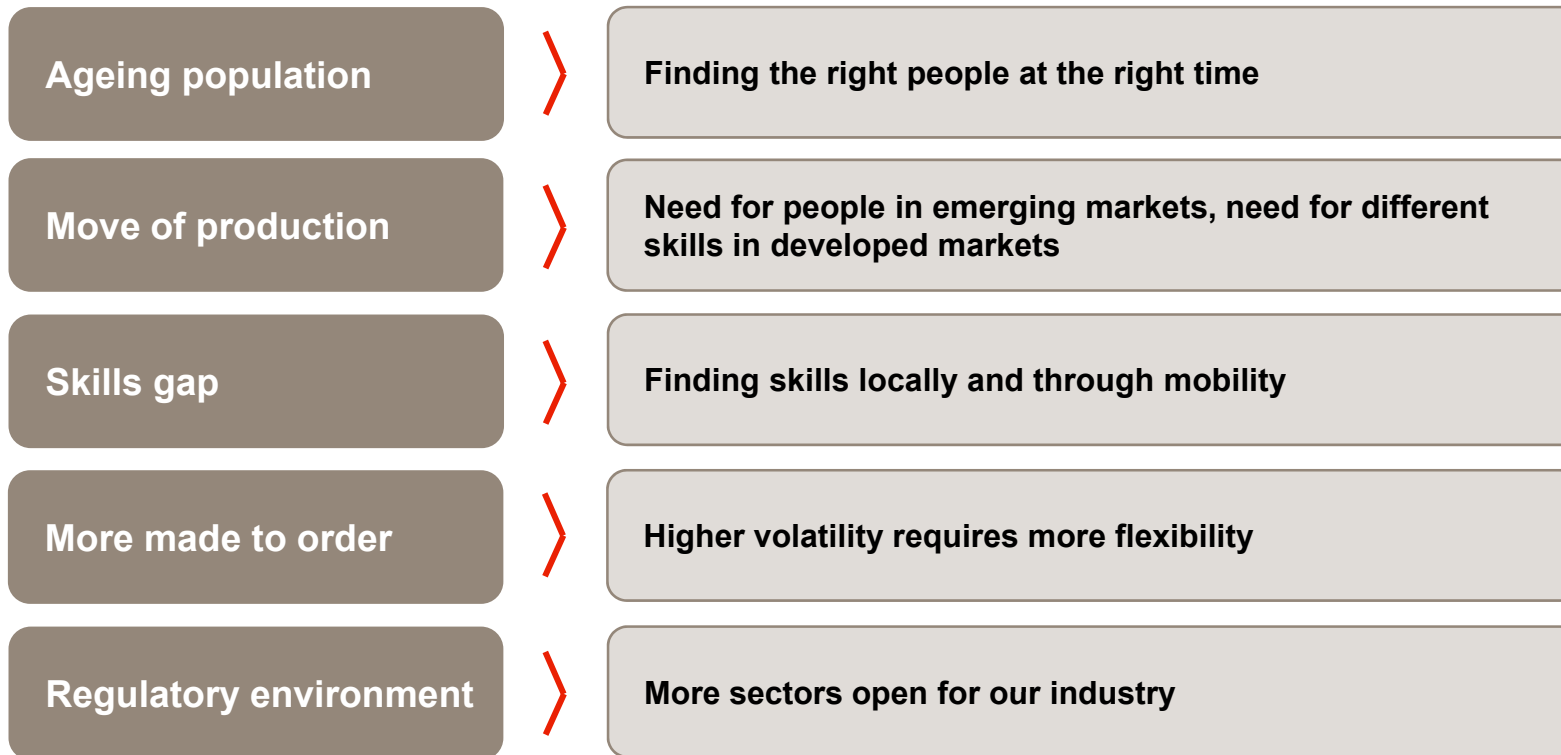 Ageing population
Finding the right people at the right time
Move of production
Need for people in emerging markets, need for different
skills in developed markets
Skills gap
Finding skills locally and through mobility
More made to order
Higher volatility requires more flexibility
Regulatory environment
More sectors open for our industry